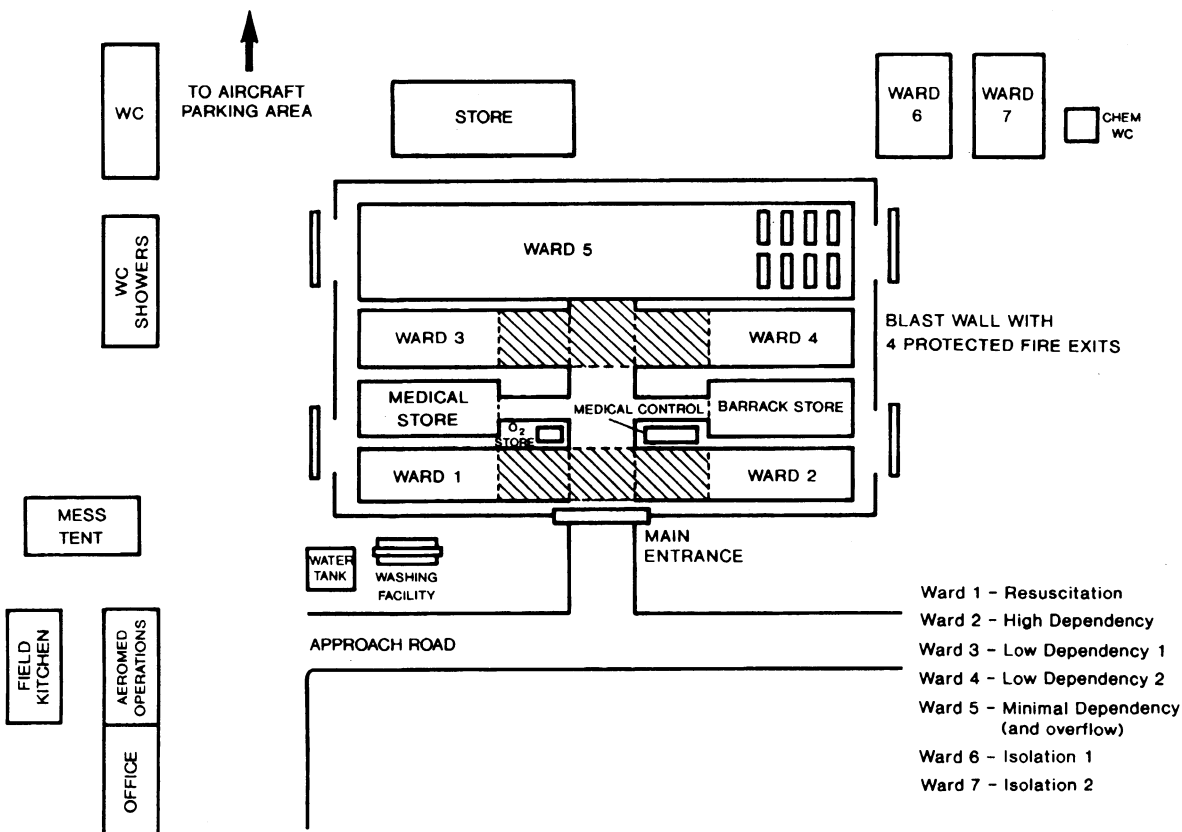 TO AIRCRAFT
PARKING AREA
WC
STORE
WARD
6
WARD
7
CHEM
WC
WC
SHOWERS
WARD 5
WARD 3
WARD 4
BLAST WALL WITH
4 PROTECTED FIRE EXITS
MEDICAL
STORE
MEDICAL CONTROL
BARRACK STORE
O2
STORE
WARD 1
WARD 2
MESS
TENT
MAIN
ENTRANCE
WATER
TANK
WASHING
FACILITY
APPROACH ROAD
FIELD
KITCHEN
AEROMED
OPERATIONS
OFFICE
Ward 1 - Resuscitation
Ward 2 - High Dependency
Ward 3 - Low Dependency 1
Ward 4 - Low Dependency 2
Ward 5 - Minimal Dependency
(and overflow)
Ward 6 - Isolation 1
Ward 7 - Isolation 2